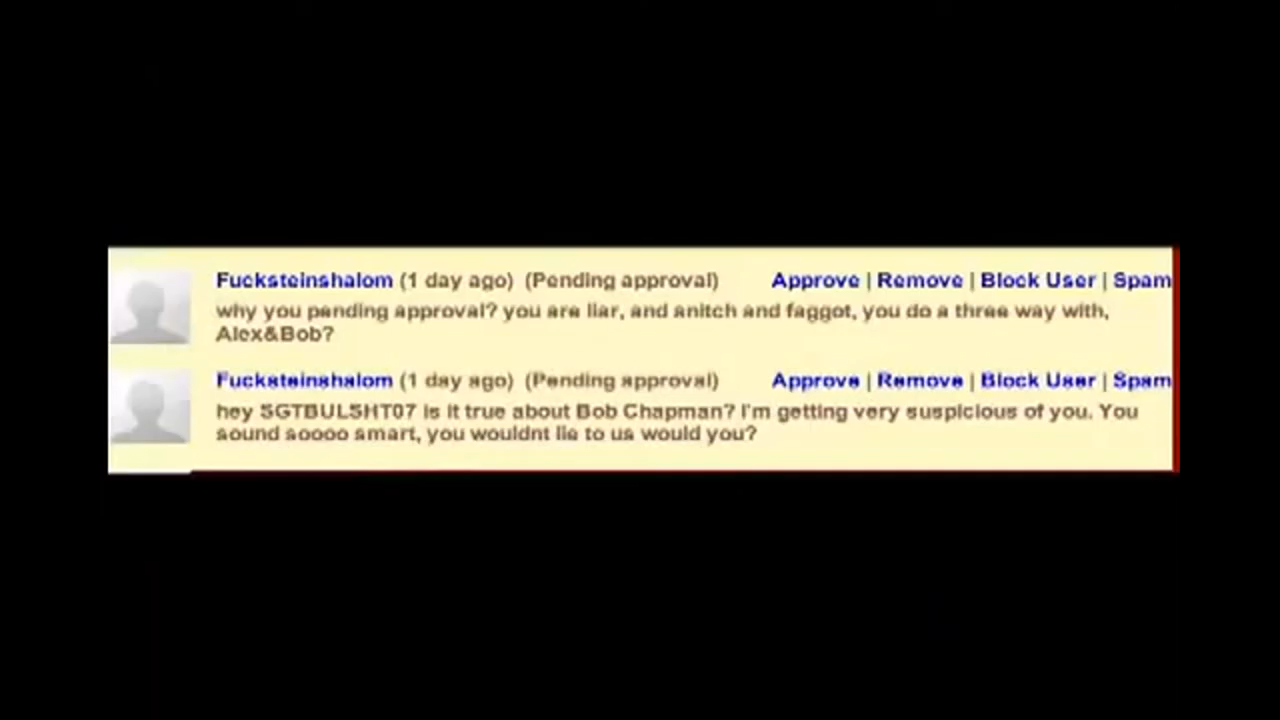 Fucksteinshalom (1 day ago) (Pending approval) Approve | Remove | Block User | Spam
why you pending approval? you are liar, and snitch and faggot, you do a three way with,
Alex&Bob?
Fucksteinshalom (1 day ago) (Pending approval) Approve | Remove | Block User | Spam
hey SGTBULSHT07 is it true about Bob Chapman? I'm getting very suspicious of you. You
sound soooo smart, you wouldnt lie to us would you?